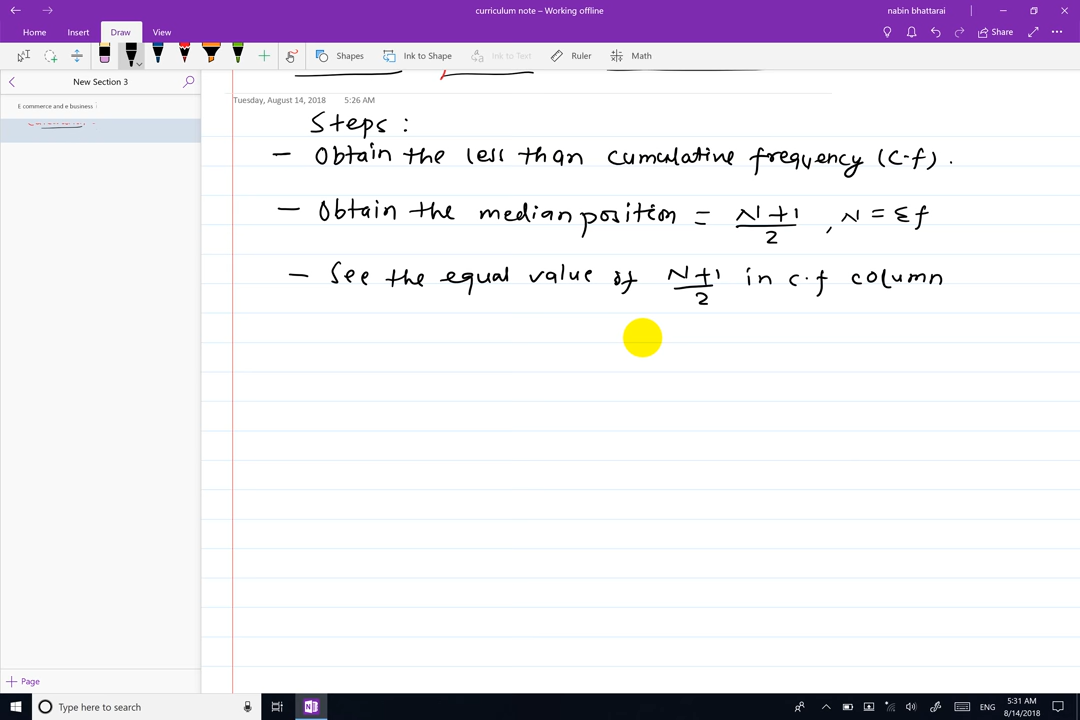 curriculum note – Working offline
nabin bhattarai
Home Insert Draw View
Share
Shapes Ink to Shape Ink to Text Ruler Math
New Section 3
E commerce and e business
Tuesday, August 14, 2018 5:26 AM
Steps :
- Obtain the less than cumulative frequency (c.f) .
- Obtain the median position = N+1/2 , N = Σf
- See the equal value of N+1/2 in c.f column
+ Page
Type here to search
ENG
5:31 AM
8/14/2018